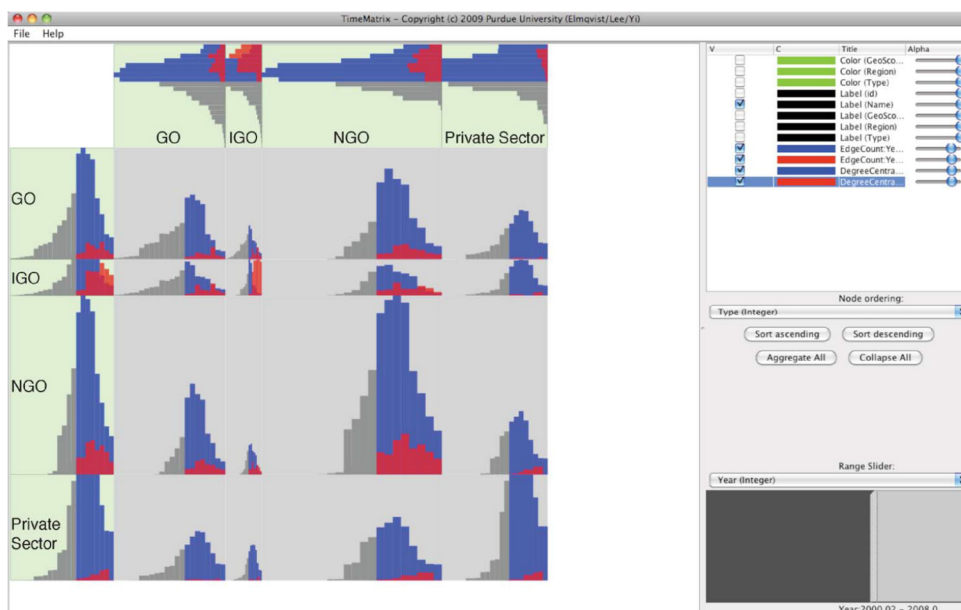 TimeMatrix - Copyright (c) 2009 Purdue University (Elmqvist/Lee/Yi)
File Help
GO IGO NGO Private Sector
GO
IGO
NGO
Private
Sector
V C Title Alpha
Color (GeoSco...
Color (Region)
Color (Type)
Label (id)
Label (Name)
Label (GeoSco...
Label (Region)
Label (Type)
EdgeCount:Ye...
EdgeCount:Ye...
DegreeCentra...
DegreeCentra...
Node ordering:
Type (Integer)
Sort ascending Sort descending
Aggregate All Collapse All
Range Slider:
Year (Integer)
Year:2000.02 - 2008.0